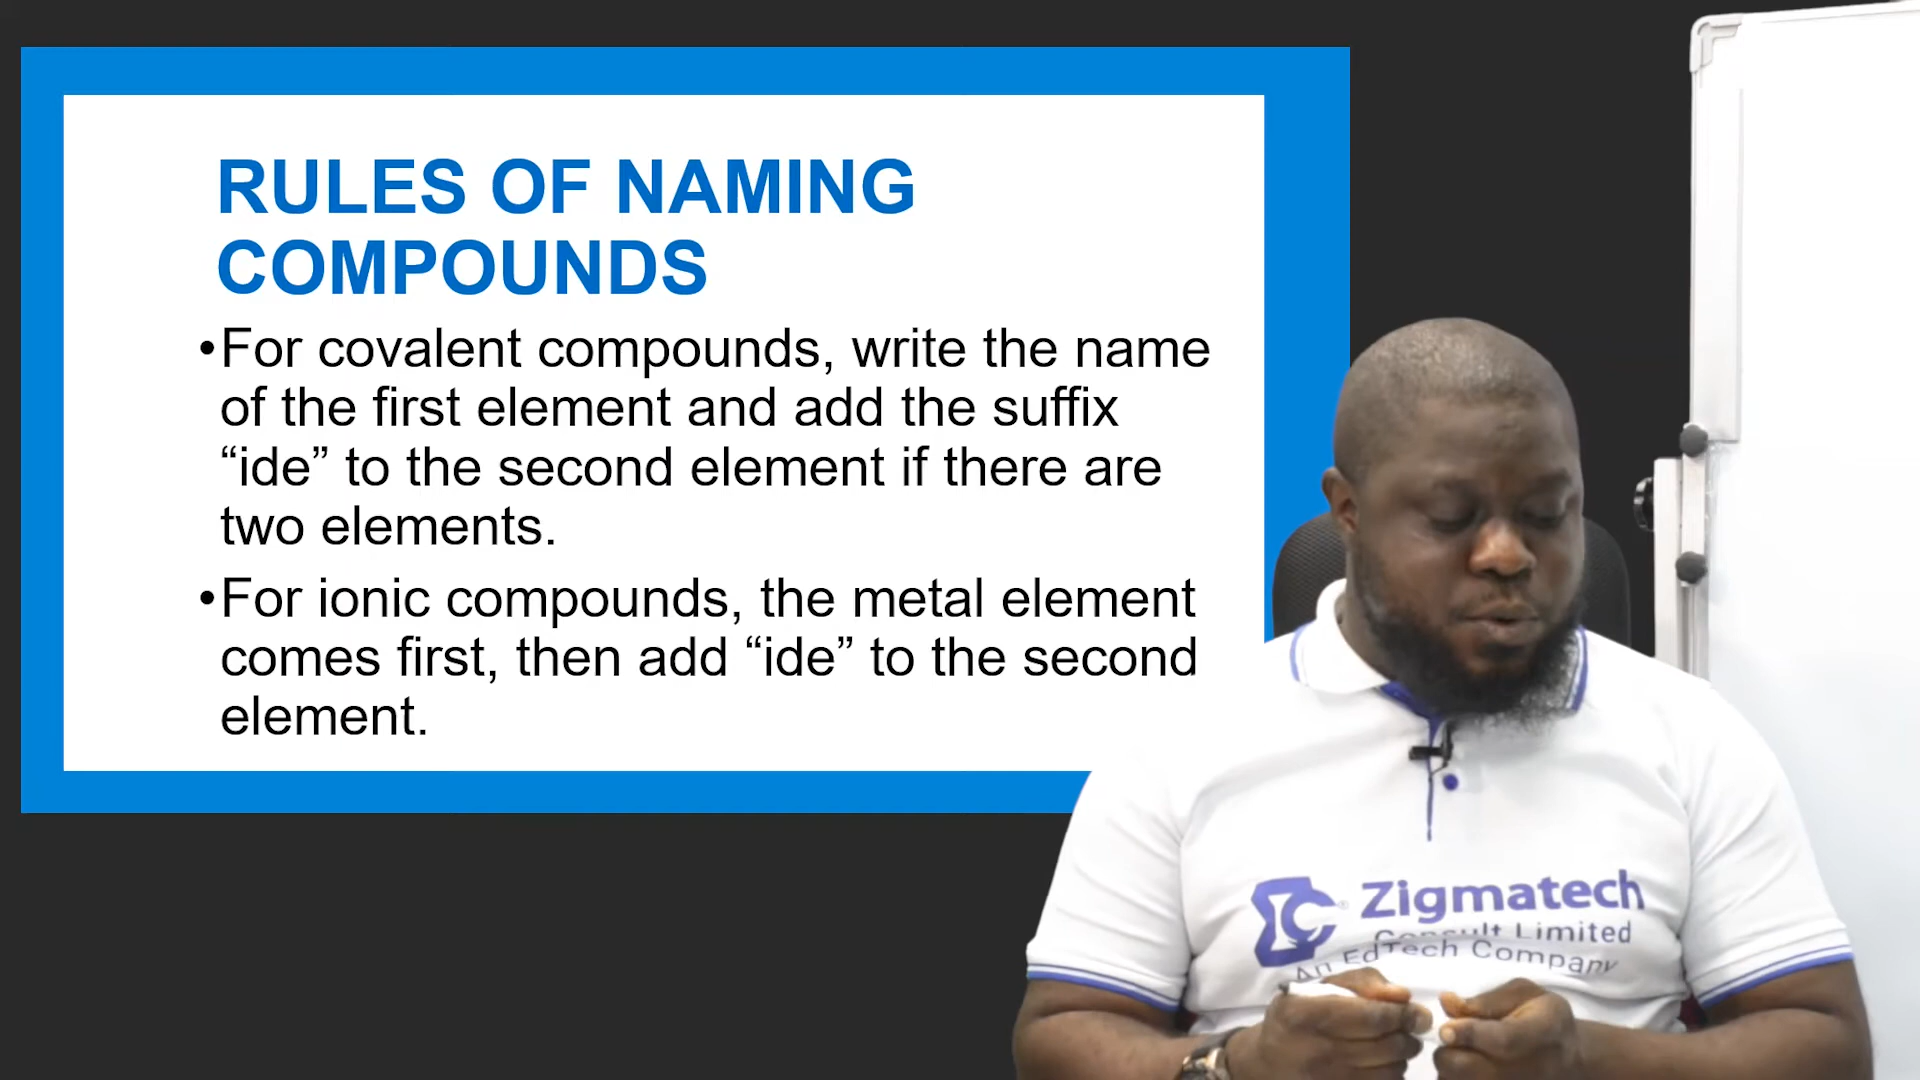 RULES OF NAMING
COMPOUNDS
•For covalent compounds, write the name
of the first element and add the suffix
“ide” to the second element if there are
two elements.
•For ionic compounds, the metal element
comes first, then add “ide” to the second
element.
Zigmatech
Consult Limited
An EdTech Company